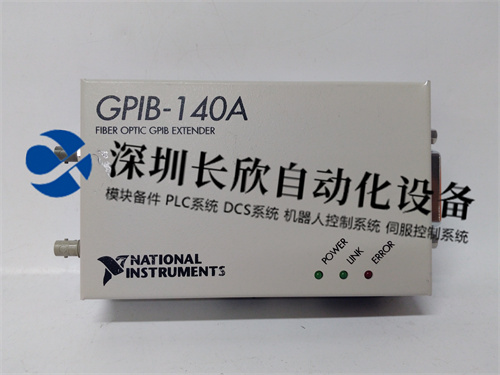 GPIB-140A
FIBER OPTIC GPIB EXTENDER
深圳长欣自动化设备
模块备件 PLC系统 DCS系统 机器人控制系统 伺服控制系统
NATIONAL
INSTRUMENTS
POWER
LINK
ERROR